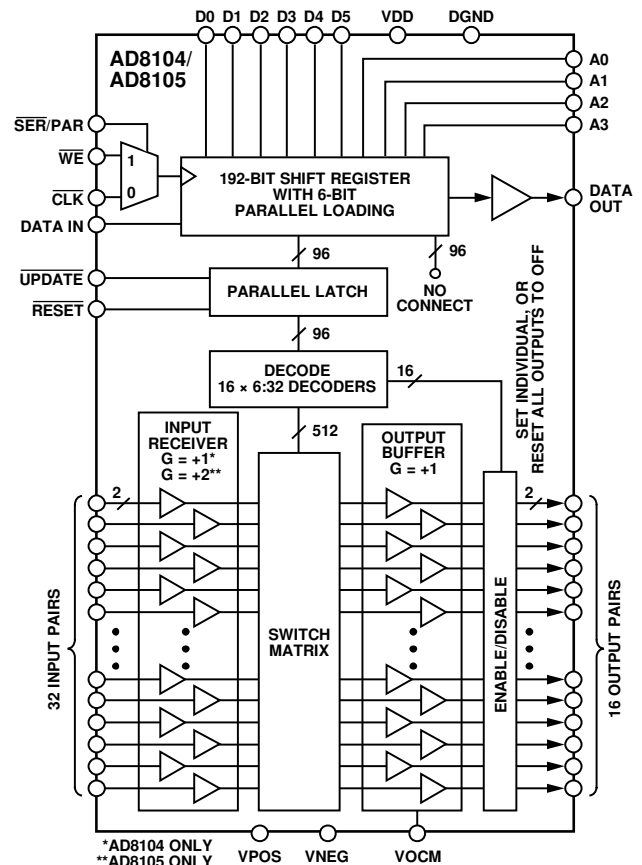 D0 D1 D2 D3 D4 D5 VDD DGND
AD8104/
AD8105
A0
A1
A2
A3
SER/PAR
WE
CLK
DATA IN
1
0
192-BIT SHIFT REGISTER
WITH 6-BIT
PARALLEL LOADING
DATA
OUT
96
96
NO
CONNECT
UPDATE
RESET
PARALLEL LATCH
96
DECODE
16 × 6:32 DECODERS
16
SET INDIVIDUAL, OR
RESET ALL OUTPUTS TO OFF
512
INPUT
RECEIVER
G = +1*
G = +2**
OUTPUT
BUFFER
G = +1
2
2
SWITCH
MATRIX
ENABLE/DISABLE
32 INPUT PAIRS
16 OUTPUT PAIRS
*AD8104 ONLY
**AD8105 ONLY
VPOS VNEG VOCM